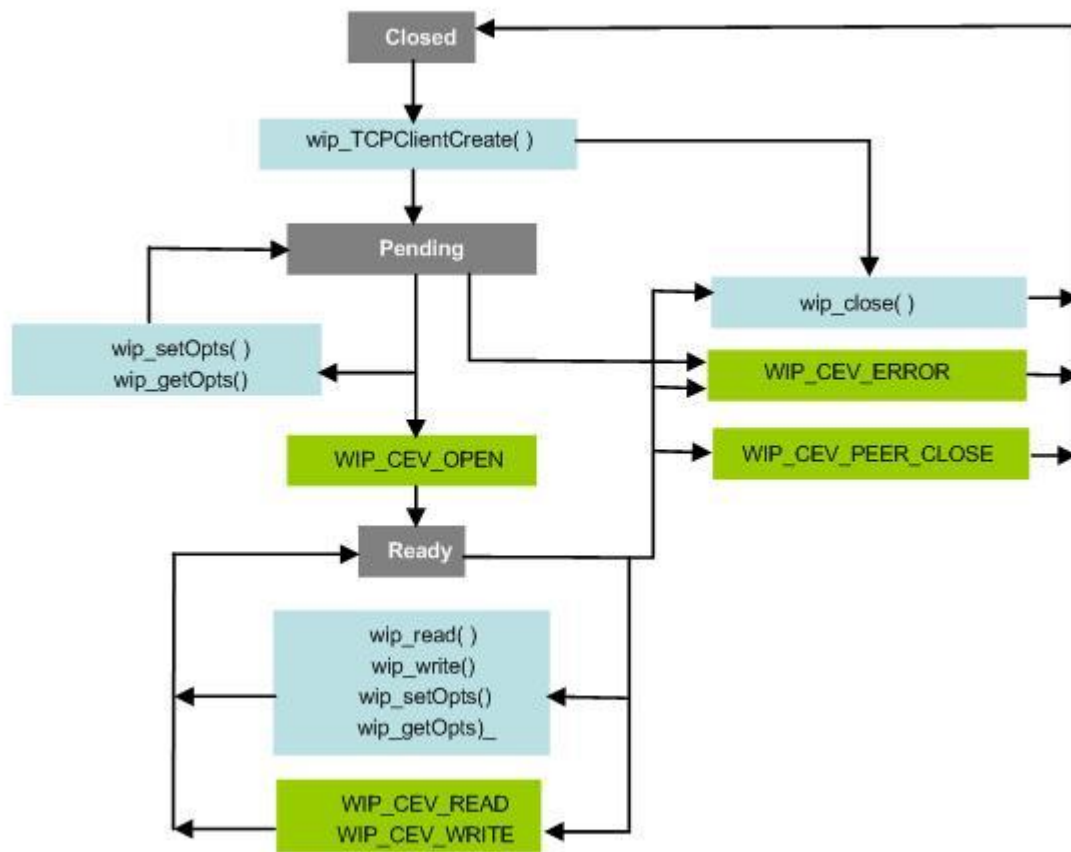 Closed
wip_TCPClientCreate( )
Pending
wip_close( )
wip_setOpts( )
wip_getOpts()
WIP_CEV_ERROR
WIP_CEV_OPEN
WIP_CEV_PEER_CLOSE
Ready
wip_read( )
wip_write()
wip_setOpts()
wip_getOpts)_
WIP_CEV_READ
WIP_CEV_WRITE